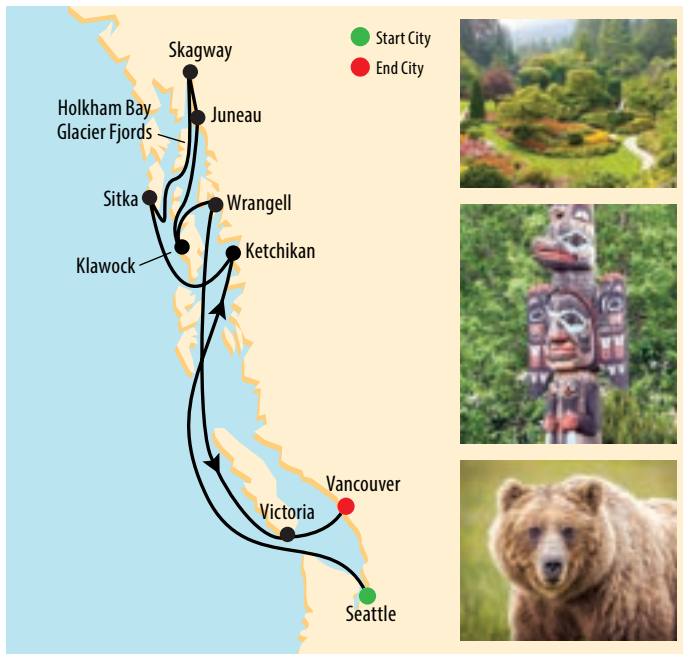 Skagway
Start City
End City
Holkham Bay
Glacier Fjords
Juneau
Sitka
Wrangell
Klawock
Ketchikan
Vancouver
Victoria
Seattle